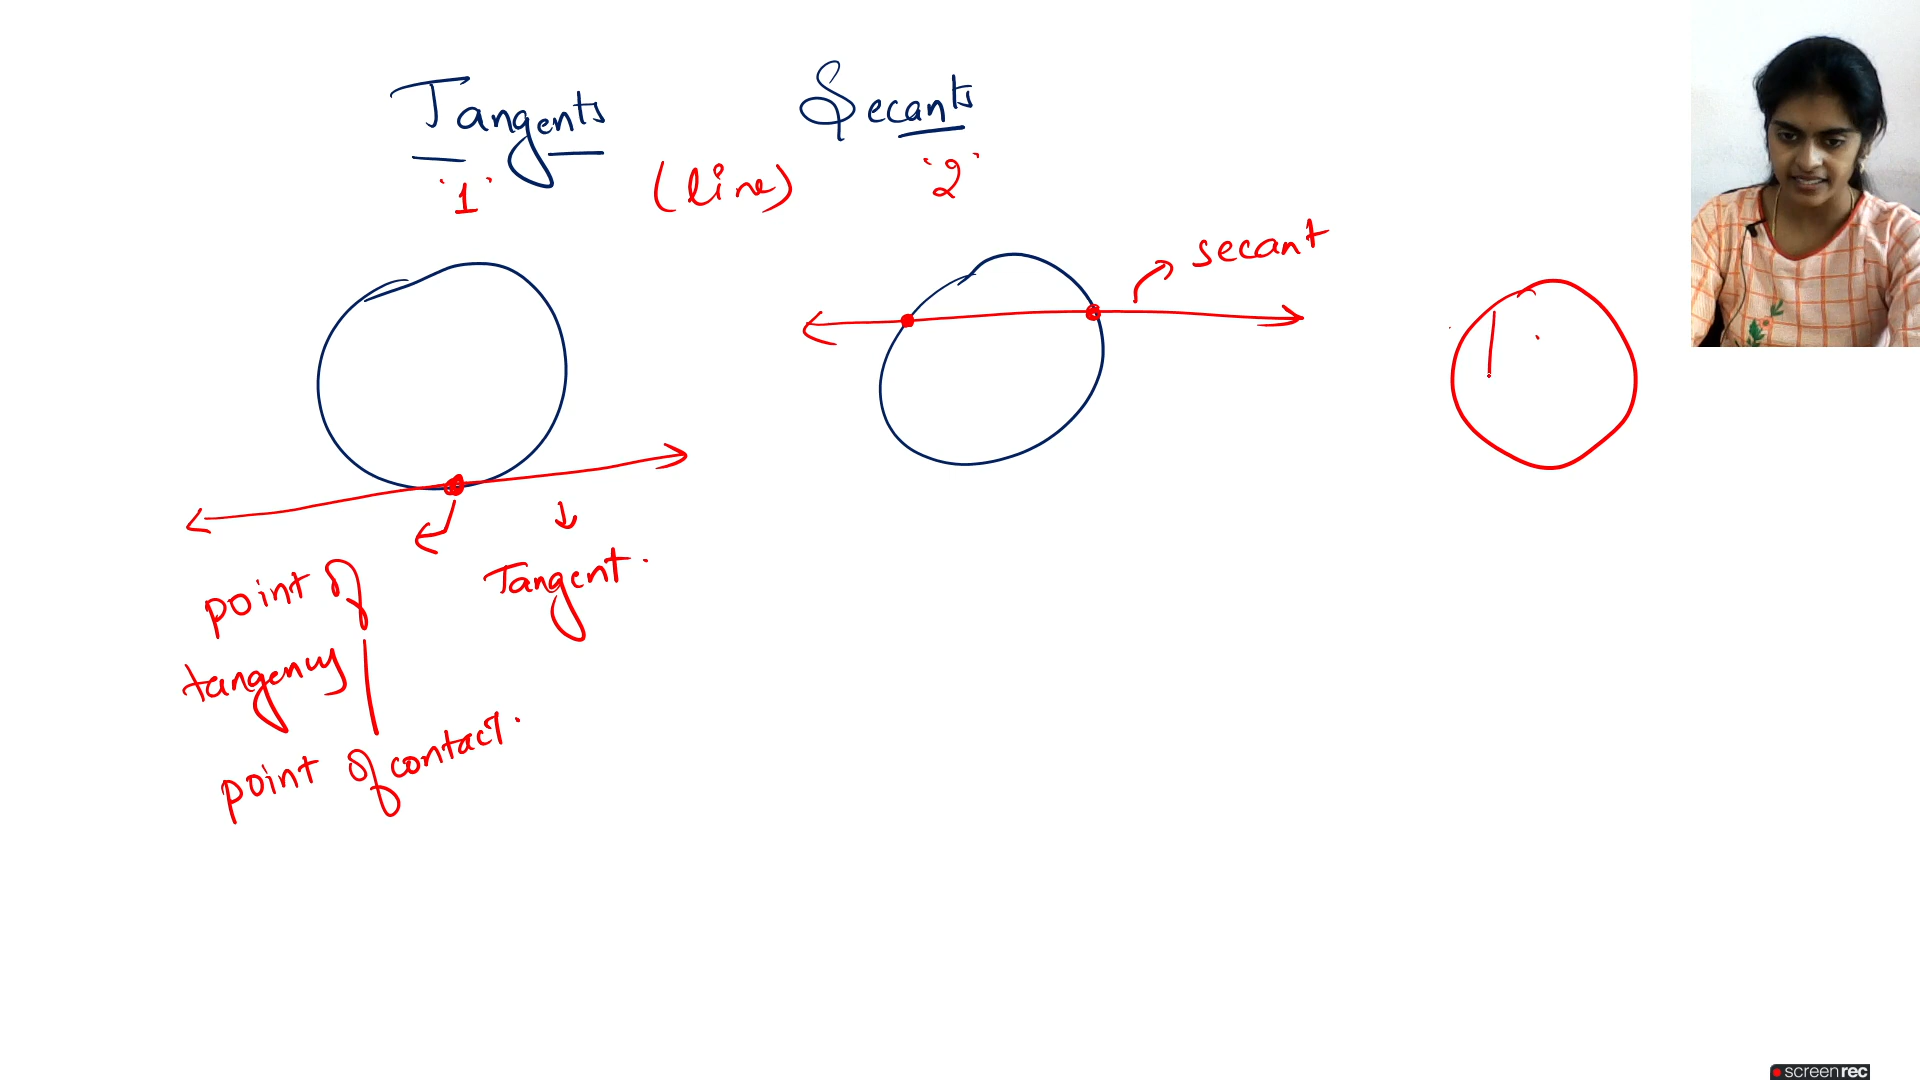 Tangents Secants
'1' (line) '2'
secant
Tangent.
point of
tangency
point of contact.
screenrec